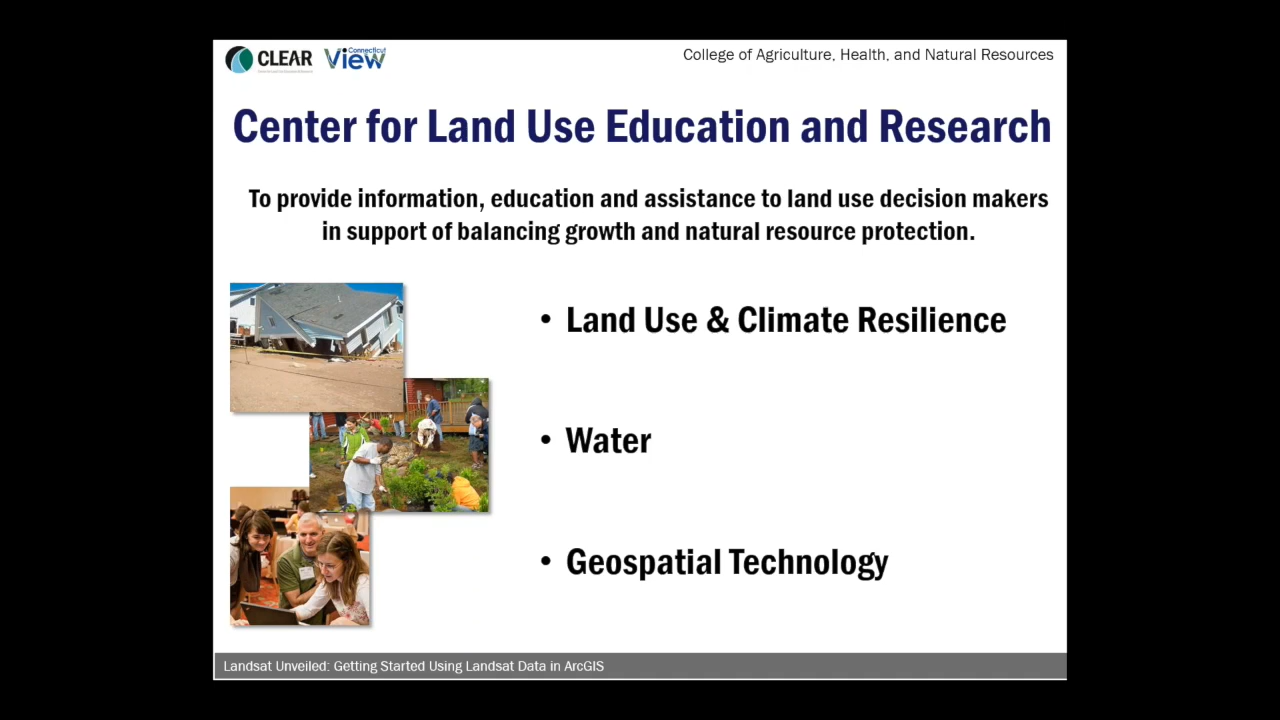 CLEAR
Connecticut
View
College of Agriculture, Health, and Natural Resources
Center for Land Use Education and Research
To provide information, education and assistance to land use decision makers
in support of balancing growth and natural resource protection.
• Land Use & Climate Resilience
• Water
• Geospatial Technology
Landsat Unveiled: Getting Started Using Landsat Data in ArcGIS